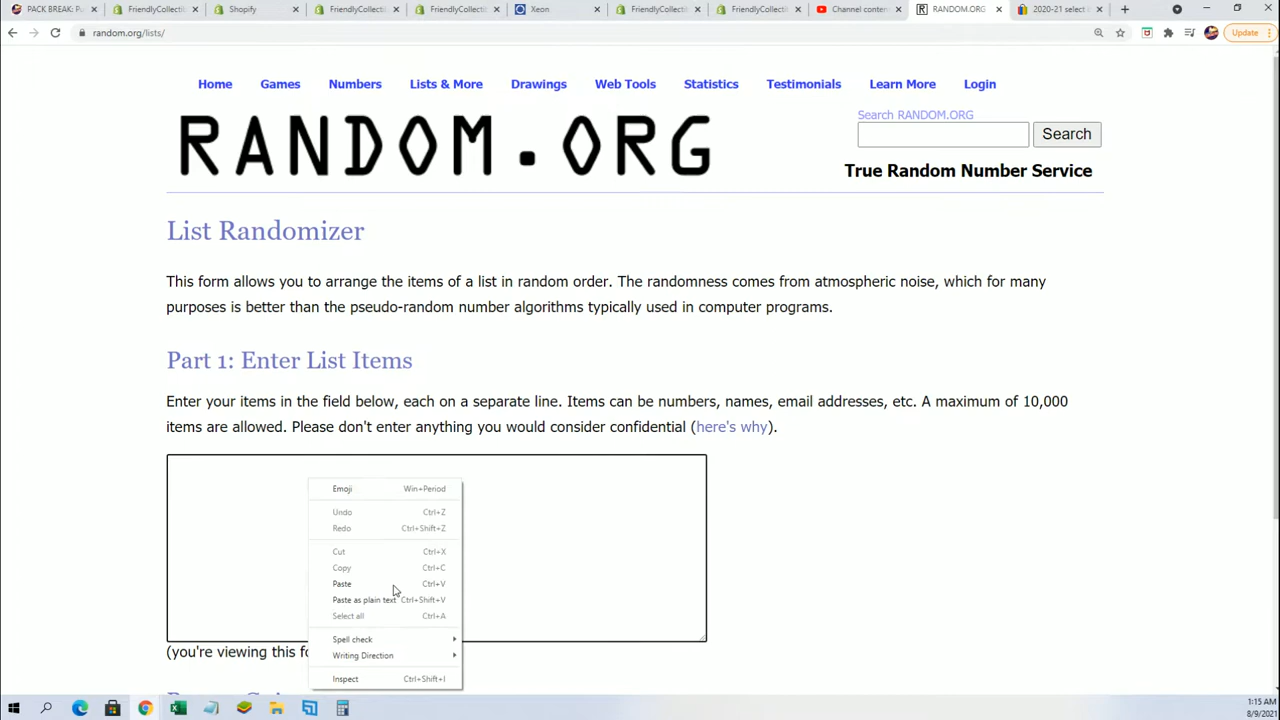 PACK BREAK: Pa
FriendlyCollectib
Shopify
FriendlyCollectib
FriendlyCollectib
Xeon
FriendlyCollectib
FriendlyCollectib
Channel conten
RANDOM.ORG
2020-21 select
random.org/lists/
Update
Home Games Numbers Lists & More Drawings Web Tools Statistics Testimonials Learn More Login
Search RANDOM.ORG
RANDOM.ORG
Search
True Random Number Service
List Randomizer
This form allows you to arrange the items of a list in random order. The randomness comes from atmospheric noise, which for many
purposes is better than the pseudo-random number algorithms typically used in computer programs.
Part 1: Enter List Items
Enter your items in the field below, each on a separate line. Items can be numbers, names, email addresses, etc. A maximum of 10,000
items are allowed. Please don't enter anything you would consider confidential (here's why).
Emoji Win+Period
Undo Ctrl+Z
Redo Ctrl+Shift+Z
Cut Ctrl+X
Copy Ctrl+C
Paste Ctrl+V
Paste as plain text Ctrl+Shift+V
Select all Ctrl+A
Spell check
Writing Direction
Inspect Ctrl+Shift+I
(you're viewing this fo
1:15 AM
8/9/2021